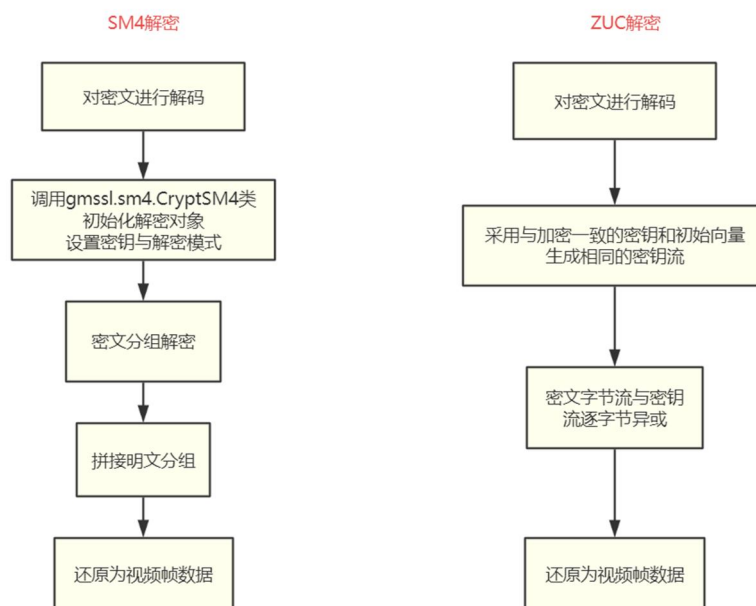 SM4解密
对密文进行解码
调用gmssl.sm4.CryptSM4类
初始化解密对象
设置密钥与解密模式
密文分组解密
拼接明文分组
还原为视频帧数据
ZUC解密
对密文进行解码
采用与加密一致的密钥和初始向量
生成相同的密钥流
密文字节流与密钥
流逐字节异或
还原为视频帧数据